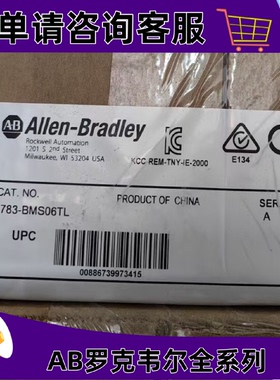 单请咨询客服
AB Allen-Bradley
Rockwell Automation
1201 S. 2nd Street
Milwaukee, WI 53204 USA
KCC-REM-TNY-IE-2000
E134
CAT. NO.
PRODUCT OF CHINA
SER
783-BMS06TL
A
UPC
00886739973415
AB罗克韦尔全系列